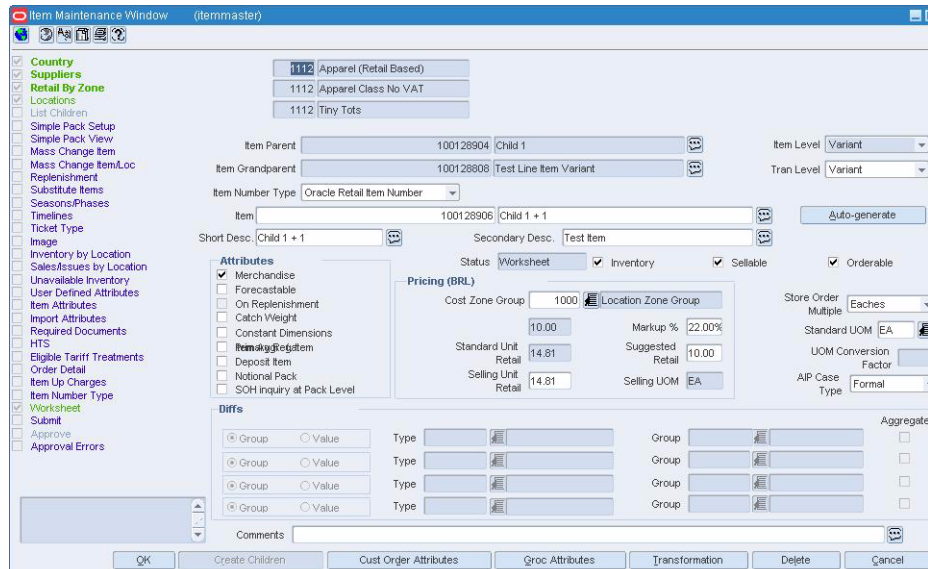 Item Maintenance Window (itemmaster)
Country
Suppliers
Retail By Zone
Locations
List Children
Simple Pack Setup
Simple Pack View
Mass Change Item
Mass Change Item/Loc
Replenishment
Substitute Items
Seasons/Phases
Timelines
Ticket Type
Image
Inventory by Location
Sales/Issues by Location
Unavailable Inventory
User Defined Attributes
Item Attributes
Import Attributes
Required Documents
HTS
Eligible Tariff Treatments
Order Detail
Item Up Charges
Item Number Type
Worksheet
Submit
Approve
Approval Errors
1112 Apparel (Retail Based)
1112 Apparel Class No VAT
1112 Tiny Tots
Item Parent 100128904 Child 1 Item Level Variant
Item Grandparent 100128808 Test Line Item Variant Tran Level Variant
Item Number Type Oracle Retail Item Number
Item 100128906 Child 1 + 1 Auto-generate
Short Desc. Child 1 + 1 Secondary Desc. Test Item
Status Worksheet Inventory Sellable Orderable
Attributes
Merchandise
Forecastable
On Replenishment
Catch Weight
Constant Dimensions
Deposit Item
Notional Pack
SOH inquiry at Pack Level
Pricing (BRL)
Cost Zone Group 1000 Location Zone Group
10.00 Markup % 22.00%
Standard Unit Retail 14.81 Suggested Retail 10.00
Selling Unit Retail 14.81 Selling UOM EA
Store Order Multiple Eaches
Standard UOM EA
UOM Conversion Factor
AIP Case Type Formal
Diffs
Aggregate
Group Value Type Group
Group Value Type Group
Group Value Type Group
Group Value Type Group
Comments
OK Create Children Cust Order Attributes Groc Attributes Transformation Delete Cancel